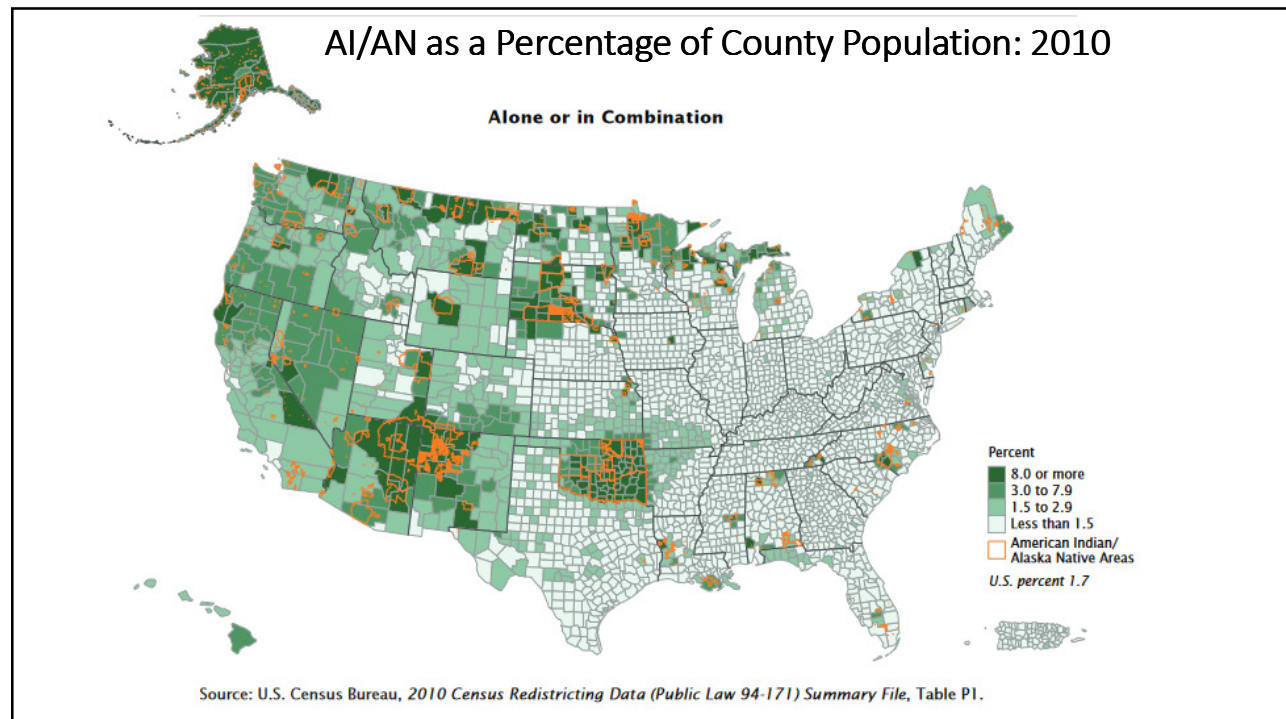 AI/AN as a Percentage of County Population: 2010
Alone or in Combination
Percent
8.0 or more
3.0 to 7.9
1.5 to 2.9
Less than 1.5
American Indian/
Alaska Native Areas
U.S. percent 1.7
Source: U.S. Census Bureau, 2010 Census Redistricting Data (Public Law 94-171) Summary File, Table P1.